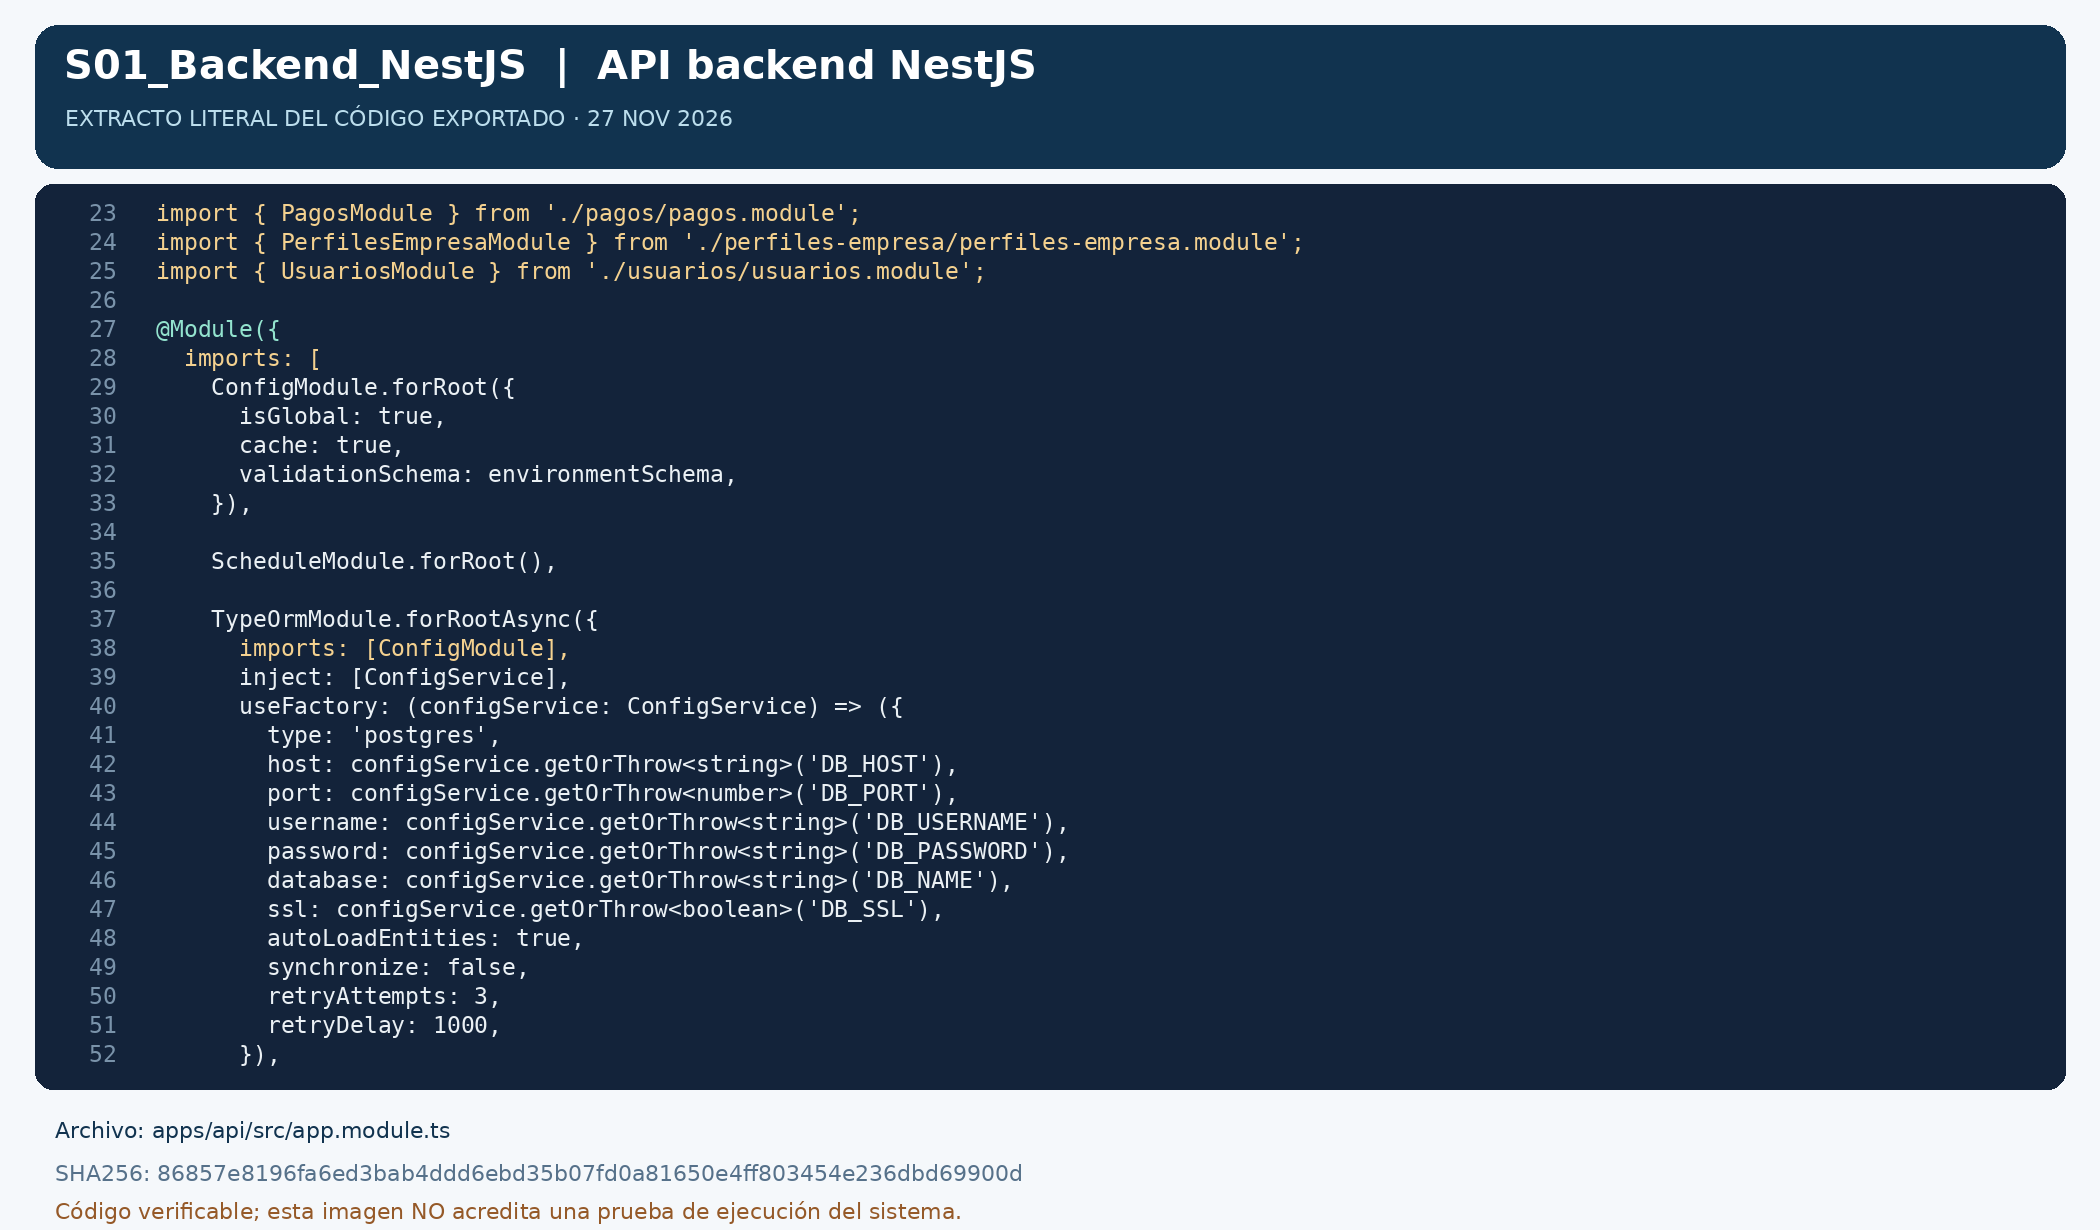 S01_Backend_NestJS | API backend NestJS
EXTRACTO LITERAL DEL CÓDIGO EXPORTADO · 27 NOV 2026
23 import { PagosModule } from './pagos/pagos.module';
24 import { PerfilesEmpresaModule } from './perfiles-empresa/perfiles-empresa.module';
25 import { UsuariosModule } from './usuarios/usuarios.module';
26
27 @Module({
28   imports: [
29     ConfigModule.forRoot({
30       isGlobal: true,
31       cache: true,
32       validationSchema: environmentSchema,
33     }),
34
35     ScheduleModule.forRoot(),
36
37     TypeOrmModule.forRootAsync({
38       imports: [ConfigModule],
39       inject: [ConfigService],
40       useFactory: (configService: ConfigService) => ({
41         type: 'postgres',
42         host: configService.getOrThrow<string>('DB_HOST'),
43         port: configService.getOrThrow<number>('DB_PORT'),
44         username: configService.getOrThrow<string>('DB_USERNAME'),
45         password: configService.getOrThrow<string>('DB_PASSWORD'),
46         database: configService.getOrThrow<string>('DB_NAME'),
47         ssl: configService.getOrThrow<boolean>('DB_SSL'),
48         autoLoadEntities: true,
49         synchronize: false,
50         retryAttempts: 3,
51         retryDelay: 1000,
52       }),
Archivo: apps/api/src/app.module.ts
SHA256: 86857e8196fa6ed3bab4ddd6ebd35b07fd0a81650e4ff803454e236dbd69900d
Código verificable; esta imagen NO acredita una prueba de ejecución del sistema.